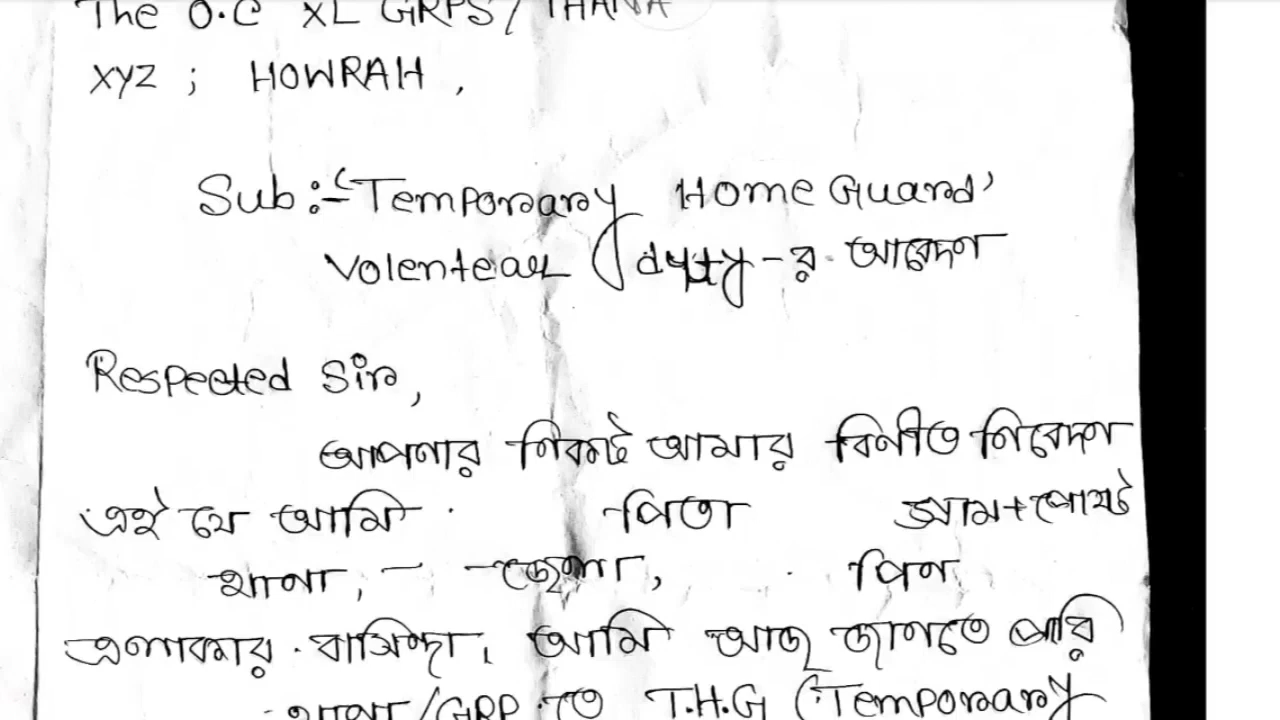 The O.C XL GRPS/THANA
XYZ ; HOWRAH ,
Sub:- 'Temporary Home Guard'
Volentear duty-র আবেদন
Respected Sir,
আপনার নিকট আমার বিনীত নিবেদন
এই যে আমি পিতা গ্রাম+পোস্ট
থানা, - জেলা, পিন
এলাকার বাসিন্দা। আমি আজ জানতে পারি
থানা/GRP তে T.H.G (Temporary